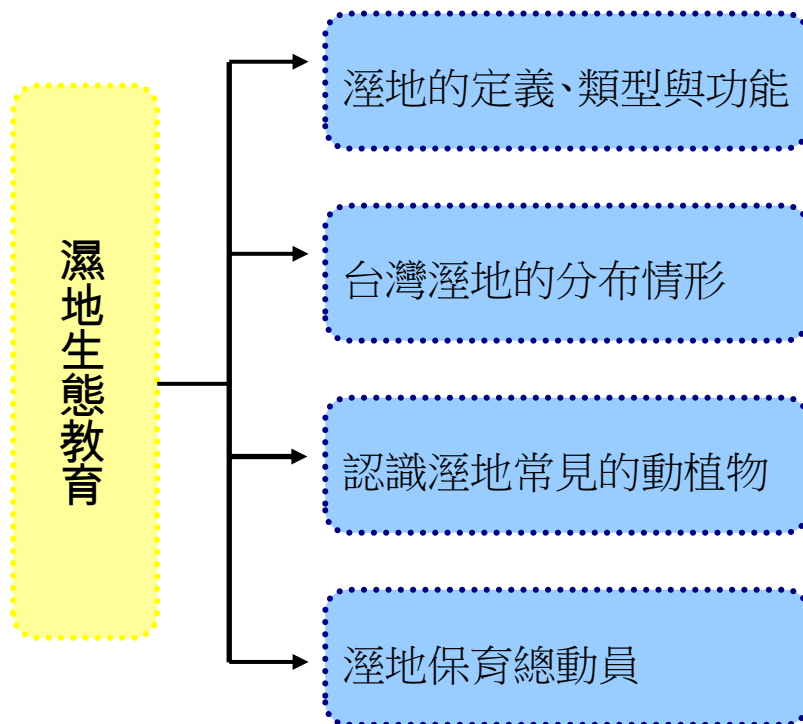 濕地生態教育
溼地的定義、類型與功能
台灣溼地的分布情形
認識溼地常見的動植物
溼地保育總動員